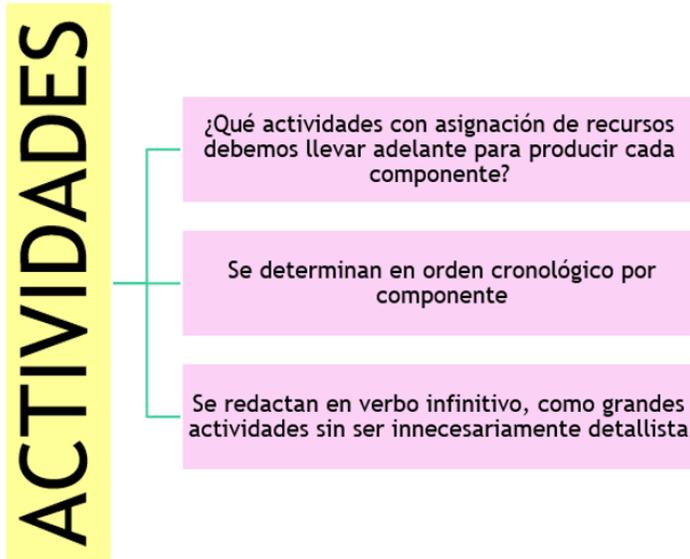 ACTIVIDADES
¿Qué actividades con asignación de recursos
debemos llevar adelante para producir cada
componente?
Se determinan en orden cronológico por
componente
Se redactan en verbo infinitivo, como grandes
actividades sin ser innecesariamente detallista